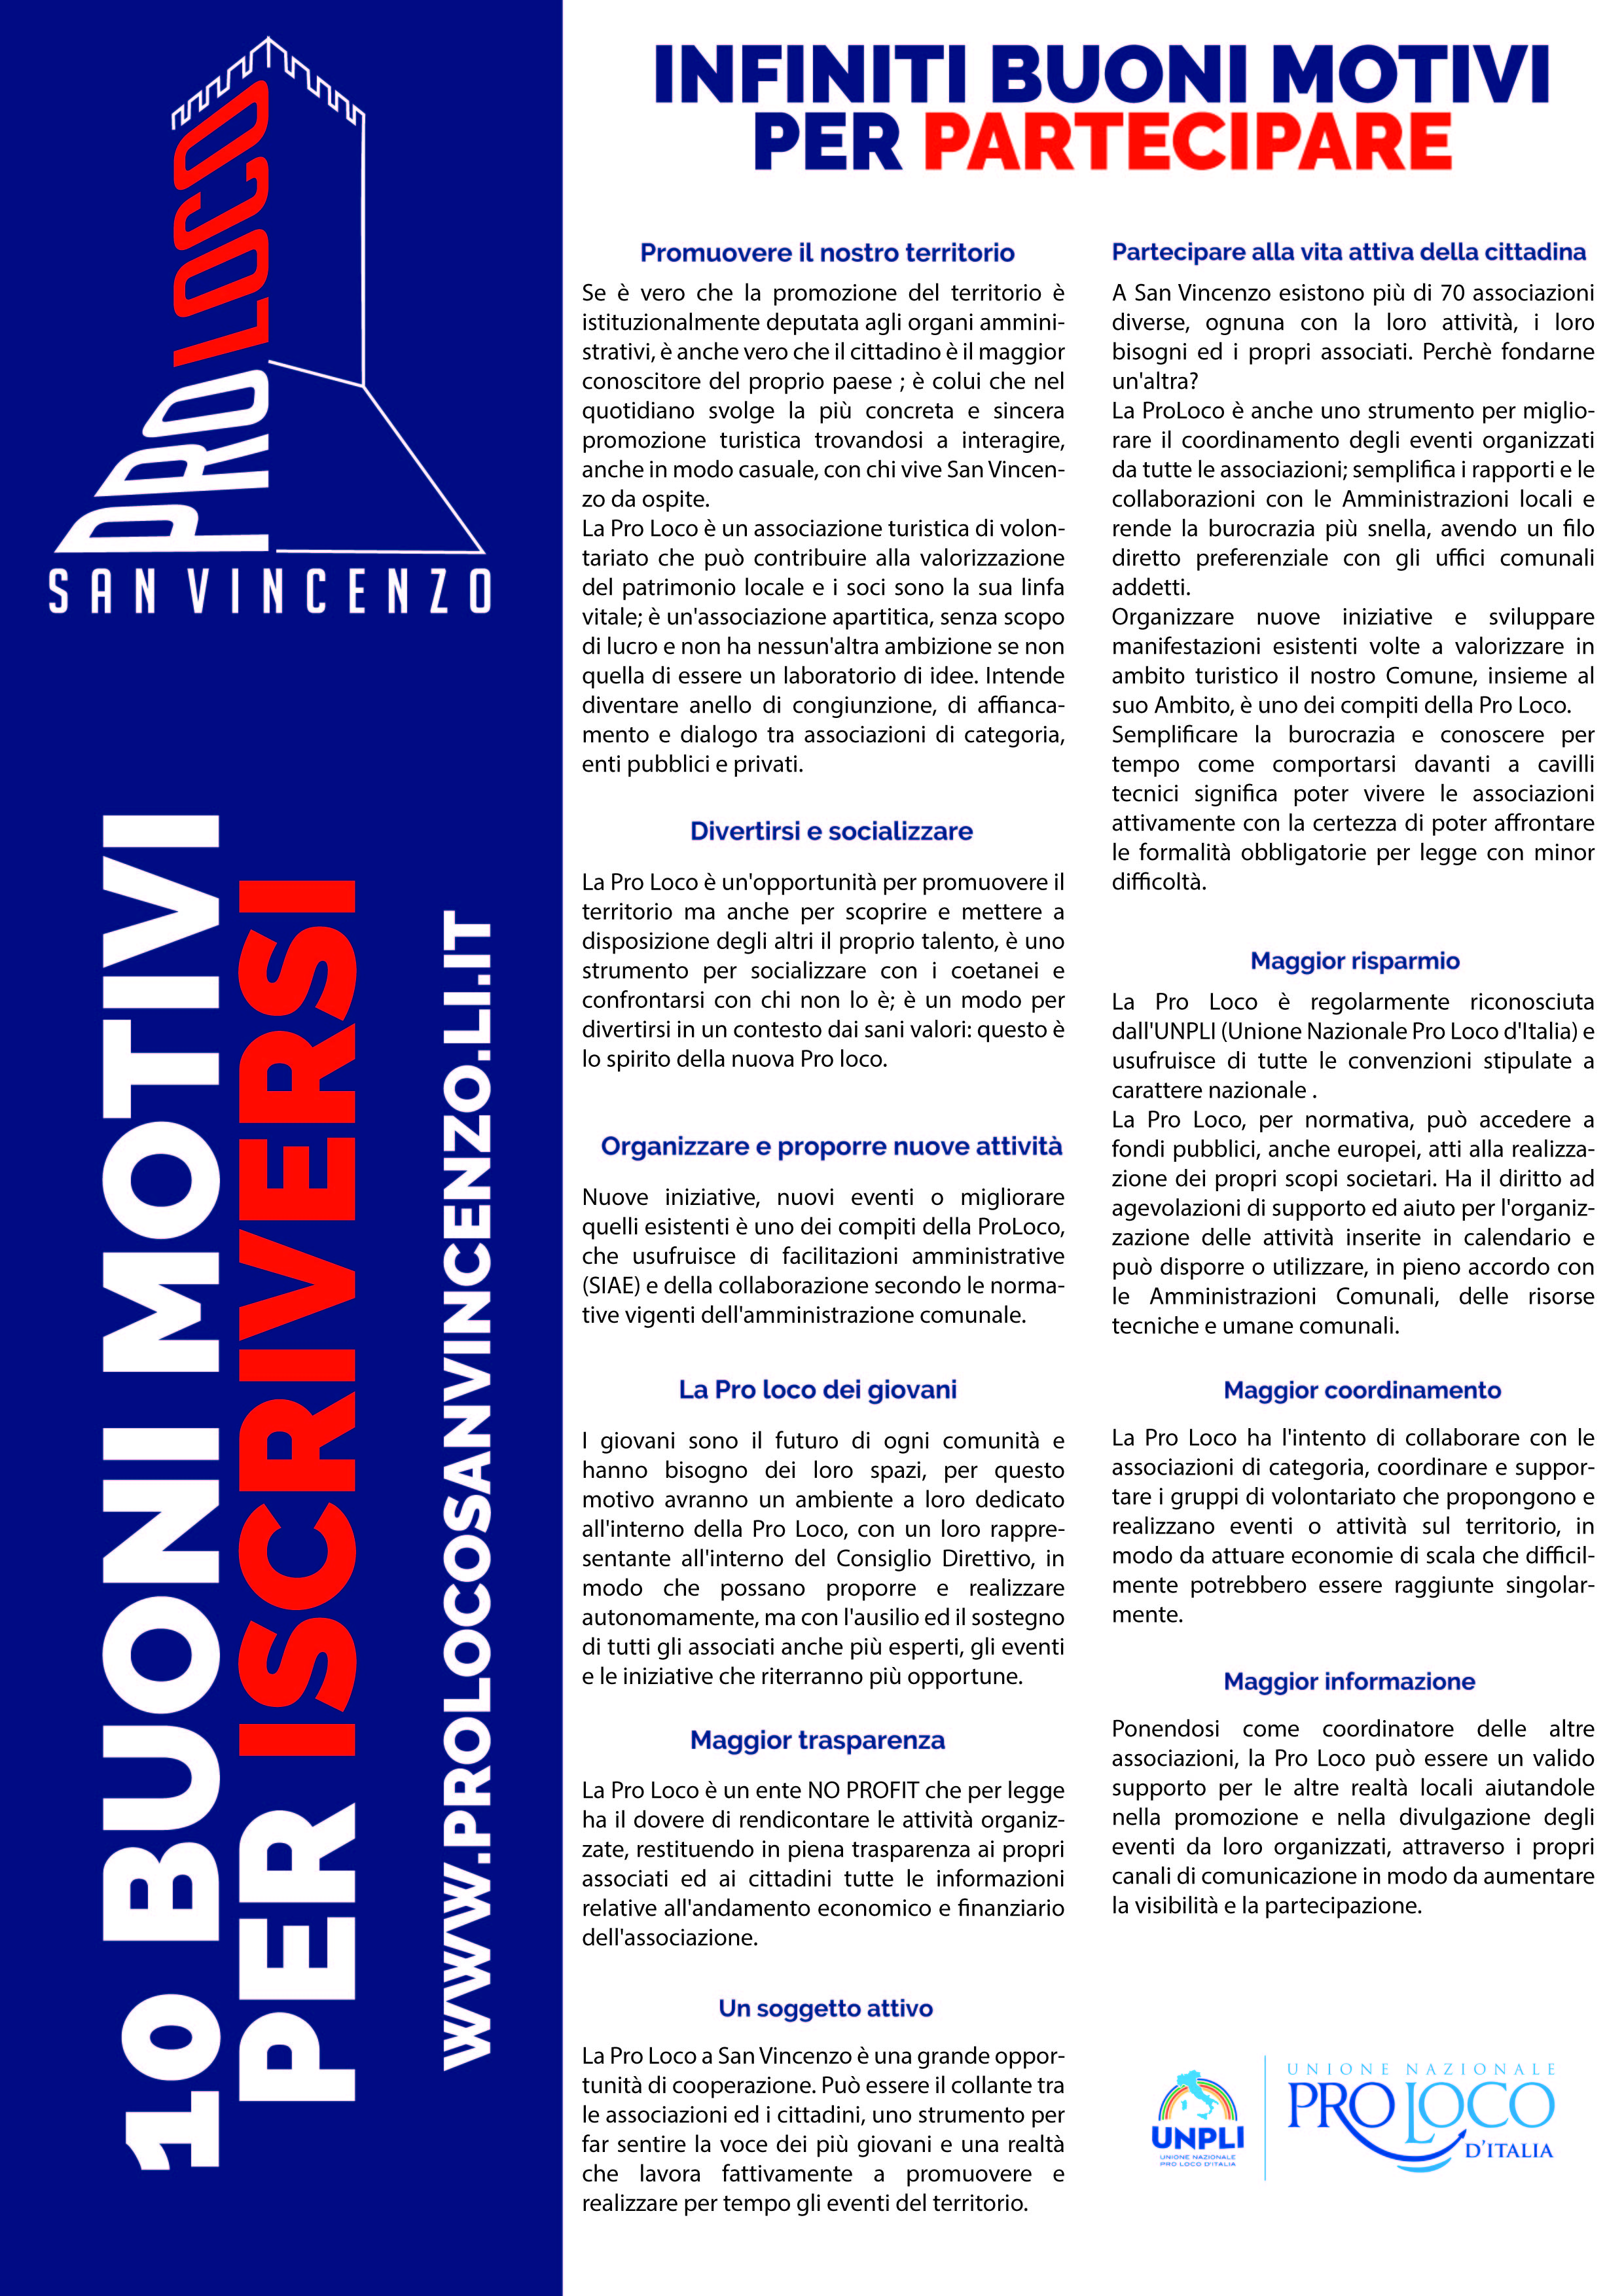 PRO LOCO
SAN VINCENZO
10 BUONI MOTIVI
PER ISCRIVERSI
WWW.PROLOCOSANVINCENZO.LI.IT
INFINITI BUONI MOTIVI
PER PARTECIPARE
Promuovere il nostro territorio
Se è vero che la promozione del territorio è
istituzionalmente deputata agli organi ammini-
strativi, è anche vero che il cittadino è il maggior
conoscitore del proprio paese ; è colui che nel
quotidiano svolge la più concreta e sincera
promozione turistica trovandosi a interagire,
anche in modo casuale, con chi vive San Vincen-
zo da ospite.
La Pro Loco è un associazione turistica di volon-
tariato che può contribuire alla valorizzazione
del patrimonio locale e i soci sono la sua linfa
vitale; è un'associazione apartitica, senza scopo
di lucro e non ha nessun'altra ambizione se non
quella di essere un laboratorio di idee. Intende
diventare anello di congiunzione, di affianca-
mento e dialogo tra associazioni di categoria,
enti pubblici e privati.
Divertirsi e socializzare
La Pro Loco è un'opportunità per promuovere il
territorio ma anche per scoprire e mettere a
disposizione degli altri il proprio talento, è uno
strumento per socializzare con i coetanei e
confrontarsi con chi non lo è; è un modo per
divertirsi in un contesto dai sani valori: questo è
lo spirito della nuova Pro loco.
Organizzare e proporre nuove attività
Nuove iniziative, nuovi eventi o migliorare
quelli esistenti è uno dei compiti della ProLoco,
che usufruisce di facilitazioni amministrative
(SIAE) e della collaborazione secondo le norma-
tive vigenti dell'amministrazione comunale.
La Pro loco dei giovani
I giovani sono il futuro di ogni comunità e
hanno bisogno dei loro spazi, per questo
motivo avranno un ambiente a loro dedicato
all'interno della Pro Loco, con un loro rappre-
sentante all'interno del Consiglio Direttivo, in
modo che possano proporre e realizzare
autonomamente, ma con l'ausilio ed il sostegno
di tutti gli associati anche più esperti, gli eventi
e le iniziative che riterranno più opportune.
Maggior trasparenza
La Pro Loco è un ente NO PROFIT che per legge
ha il dovere di rendicontare le attività organiz-
zate, restituendo in piena trasparenza ai propri
associati ed ai cittadini tutte le informazioni
relative all'andamento economico e finanziario
dell'associazione.
Un soggetto attivo
La Pro Loco a San Vincenzo è una grande oppor-
tunità di cooperazione. Può essere il collante tra
le associazioni ed i cittadini, uno strumento per
far sentire la voce dei più giovani e una realtà
che lavora fattivamente a promuovere e
realizzare per tempo gli eventi del territorio.
Partecipare alla vita attiva della cittadina
A San Vincenzo esistono più di 70 associazioni
diverse, ognuna con la loro attività, i loro
bisogni ed i propri associati. Perchè fondarne
un'altra?
La ProLoco è anche uno strumento per miglio-
rare il coordinamento degli eventi organizzati
da tutte le associazioni; semplifica i rapporti e le
collaborazioni con le Amministrazioni locali e
rende la burocrazia più snella, avendo un filo
diretto preferenziale con gli uffici comunali
addetti.
Organizzare nuove iniziative e sviluppare
manifestazioni esistenti volte a valorizzare in
ambito turistico il nostro Comune, insieme al
suo Ambito, è uno dei compiti della Pro Loco.
Semplificare la burocrazia e conoscere per
tempo come comportarsi davanti a cavilli
tecnici significa poter vivere le associazioni
attivamente con la certezza di poter affrontare
le formalità obbligatorie per legge con minor
difficoltà.
Maggior risparmio
La Pro Loco è regolarmente riconosciuta
dall'UNPLI (Unione Nazionale Pro Loco d'Italia) e
usufruisce di tutte le convenzioni stipulate a
carattere nazionale .
La Pro Loco, per normativa, può accedere a
fondi pubblici, anche europei, atti alla realizza-
zione dei propri scopi societari. Ha il diritto ad
agevolazioni di supporto ed aiuto per l'organiz-
zazione delle attività inserite in calendario e
può disporre o utilizzare, in pieno accordo con
le Amministrazioni Comunali, delle risorse
tecniche e umane comunali.
Maggior coordinamento
La Pro Loco ha l'intento di collaborare con le
associazioni di categoria, coordinare e suppor-
tare i gruppi di volontariato che propongono e
realizzano eventi o attività sul territorio, in
modo da attuare economie di scala che difficil-
mente potrebbero essere raggiunte singolar-
mente.
Maggior informazione
Ponendosi come coordinatore delle altre
associazioni, la Pro Loco può essere un valido
supporto per le altre realtà locali aiutandole
nella promozione e nella divulgazione degli
eventi da loro organizzati, attraverso i propri
canali di comunicazione in modo da aumentare
la visibilità e la partecipazione.
UNPLI
UNIONE NAZIONALE
PRO LOCO D'ITALIA
UNIONE NAZIONALE
PRO LOCO
D'ITALIA